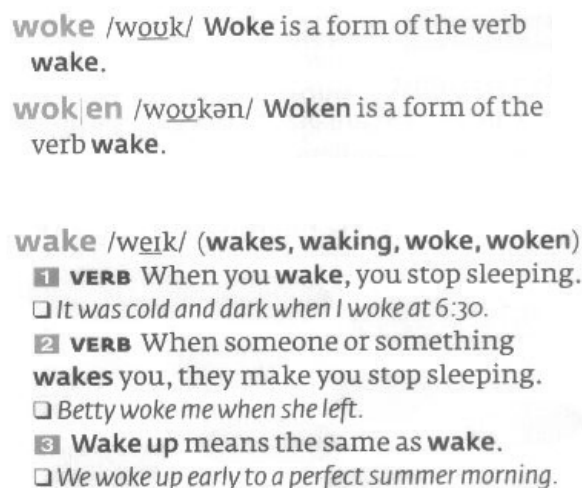 woke /woʊk/ Woke is a form of the verb
wake.
wok|en /woʊkən/ Woken is a form of the
verb wake.
wake /weɪk/ (wakes, waking, woke, woken)
1 VERB When you wake, you stop sleeping.
❑ It was cold and dark when I woke at 6:30.
2 VERB When someone or something
wakes you, they make you stop sleeping.
❑ Betty woke me when she left.
3 Wake up means the same as wake.
❑ We woke up early to a perfect summer morning.